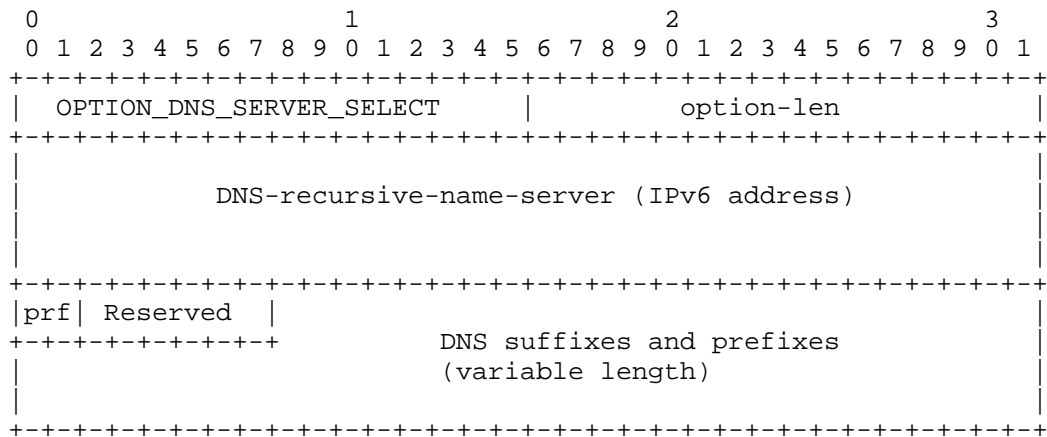 0                   1                   2                   3
0 1 2 3 4 5 6 7 8 9 0 1 2 3 4 5 6 7 8 9 0 1 2 3 4 5 6 7 8 9 0 1
+-+-+-+-+-+-+-+-+-+-+-+-+-+-+-+-+-+-+-+-+-+-+-+-+-+-+-+-+-+-+-+-+
|  OPTION_DNS_SERVER_SELECT     |         option-len            |
+-+-+-+-+-+-+-+-+-+-+-+-+-+-+-+-+-+-+-+-+-+-+-+-+-+-+-+-+-+-+-+-+
|                                                               |
|            DNS-recursive-name-server (IPv6 address)           |
|                                                               |
|                                                               |
+-+-+-+-+-+-+-+-+-+-+-+-+-+-+-+-+-+-+-+-+-+-+-+-+-+-+-+-+-+-+-+-+
|prf| Reserved  |                                               |
+-+-+-+-+-+-+-+-+          DNS suffixes and prefixes            |
|                          (variable length)                    |
|                                                               |
+-+-+-+-+-+-+-+-+-+-+-+-+-+-+-+-+-+-+-+-+-+-+-+-+-+-+-+-+-+-+-+-+